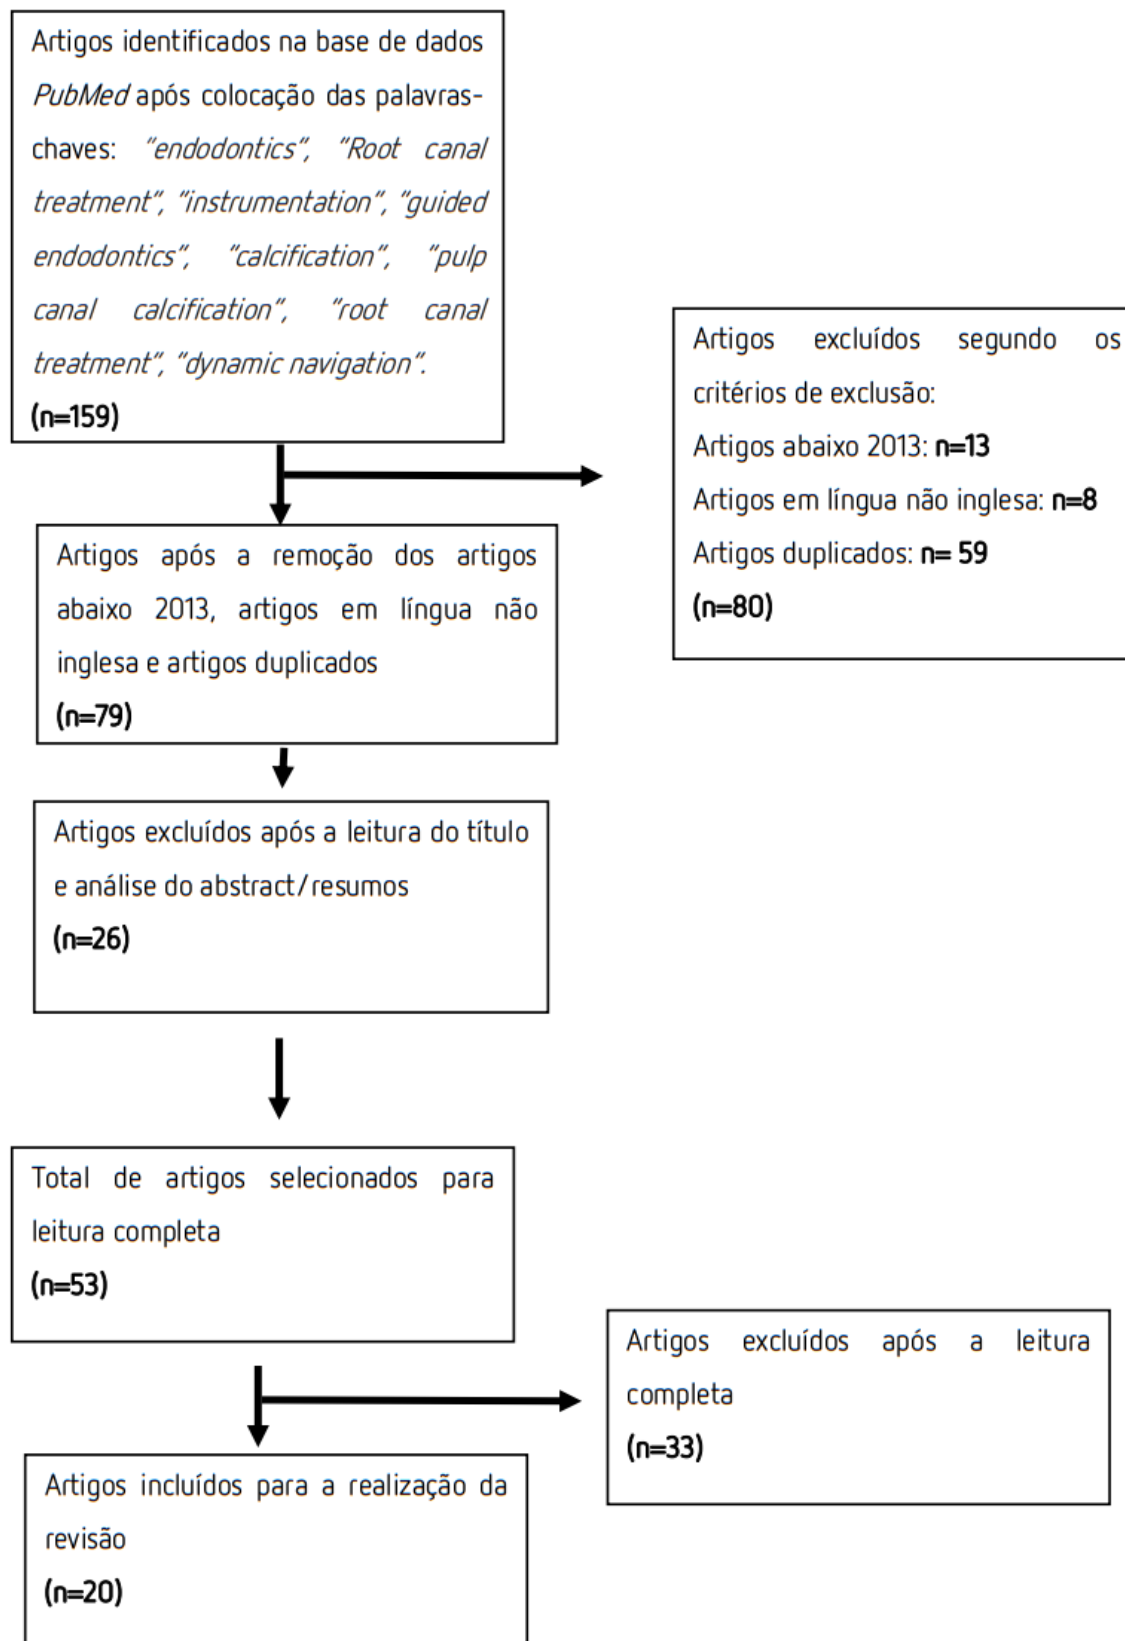 Artigos identificados na base de dados
PubMed após colocação das palavras-
chaves: “endodontics”, “Root canal
treatment”, “instrumentation”, “guided
endodontics”, “calcification”, “pulp
canal calcification”, “root canal
treatment”, “dynamic navigation”.
(n=159)
Artigos excluídos segundo os
critérios de exclusão:
Artigos abaixo 2013: n=13
Artigos em língua não inglesa: n=8
Artigos duplicados: n= 59
(n=80)
Artigos após a remoção dos artigos
abaixo 2013, artigos em língua não
inglesa e artigos duplicados
(n=79)
Artigos excluídos após a leitura do título
e análise do abstract/resumos
(n=26)
Total de artigos selecionados para
leitura completa
(n=53)
Artigos excluídos após a leitura
completa
(n=33)
Artigos incluídos para a realização da
revisão
(n=20)